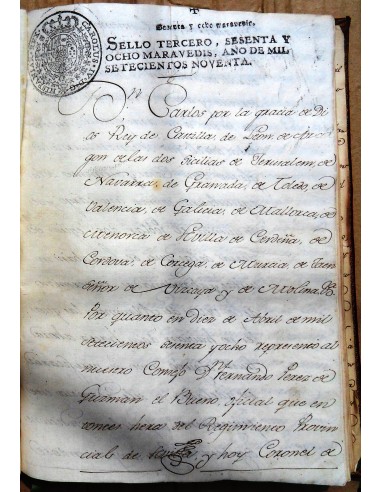 Sesenta y ocho maravedis.
SELLO TERCERO, SESENTA Y
OCHO MARAVEDIS, AÑO DE MIL
SETECIENTOS NOVENTA.
Dn Carlos por la gracia de Di
os Rey de Castilla, de Leon, de Ara
gon de las dos Sicilias de Jerusalem, de
Navarra, de Granada, de Toledo, de
Valencia, de Galicia, de Mallorca, de
Menorca de Sevilla de Cerdeña, de
Cordova, de Corcega, de Murcia, de Jaen
Señor de Vizcaya y de Molina &
Por quanto en diez de Abril de mil
setecientos setenta y ocho represento al
nuestro Consejo Dn Fernando Perez de
Guzman el Bueno oficial que en
tonces hera del Regimiento Provin
cial de Sevilla, y hoy Coronel de